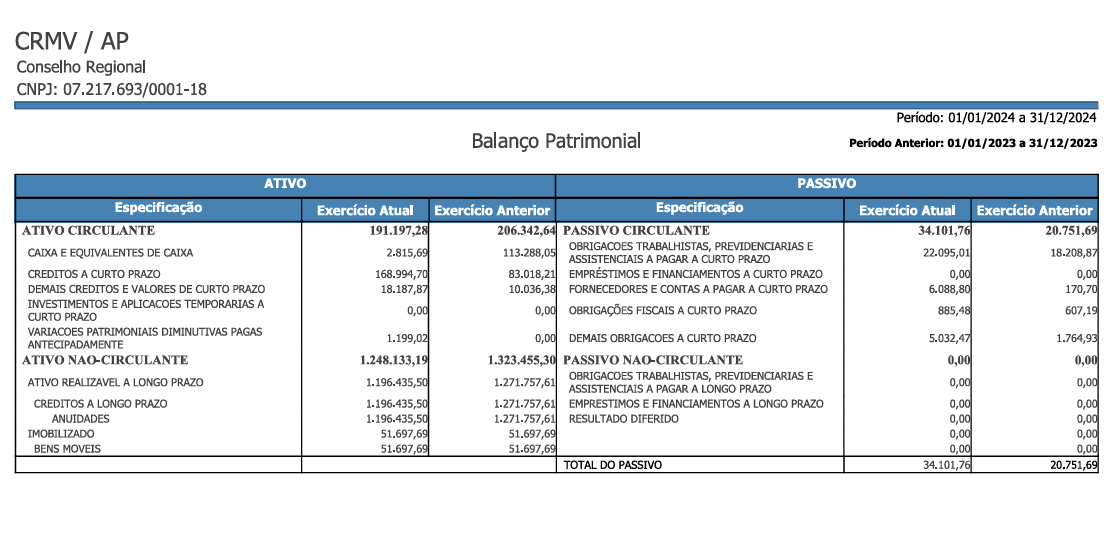 CRMV / AP
Conselho Regional
CNPJ: 07.217.693/0001-18
Período: 01/01/2024 a 31/12/2024
Balanço Patrimonial
Período Anterior: 01/01/2023 a 31/12/2023
ATIVO PASSIVO
Especificação Exercício Atual Exercício Anterior Especificação Exercício Atual Exercício Anterior
ATIVO CIRCULANTE 191.197,28 206.342,64 PASSIVO CIRCULANTE 34.101,76 20.751,69
CAIXA E EQUIVALENTES DE CAIXA 2.815,69 113.288,05 OBRIGACOES TRABALHISTAS, PREVIDENCIARIAS E
ASSISTENCIAIS A PAGAR A CURTO PRAZO 22.095,01 18.208,87
CREDITOS A CURTO PRAZO 168.994,70 83.018,21 EMPRÉSTIMOS E FINANCIAMENTOS A CURTO PRAZO 0,00 0,00
DEMAIS CREDITOS E VALORES DE CURTO PRAZO 18.187,87 10.036,38 FORNECEDORES E CONTAS A PAGAR A CURTO PRAZO 6.088,80 170,70
INVESTIMENTOS E APLICACOES TEMPORARIAS A
CURTO PRAZO 0,00 0,00 OBRIGAÇÕES FISCAIS A CURTO PRAZO 885,48 607,19
VARIACOES PATRIMONIAIS DIMINUTIVAS PAGAS
ANTECIPADAMENTE 1.199,02 0,00 DEMAIS OBRIGACOES A CURTO PRAZO 5.032,47 1.764,93
ATIVO NAO-CIRCULANTE 1.248.133,19 1.323.455,30 PASSIVO NAO-CIRCULANTE 0,00 0,00
ATIVO REALIZAVEL A LONGO PRAZO 1.196.435,50 1.271.757,61 OBRIGACOES TRABALHISTAS, PREVIDENCIARIAS E
ASSISTENCIAIS A PAGAR A LONGO PRAZO 0,00 0,00
CREDITOS A LONGO PRAZO 1.196.435,50 1.271.757,61 EMPRESTIMOS E FINANCIAMENTOS A LONGO PRAZO 0,00 0,00
ANUIDADES 1.196.435,50 1.271.757,61 RESULTADO DIFERIDO 0,00 0,00
IMOBILIZADO 51.697,69 51.697,69 0,00 0,00
BENS MOVEIS 51.697,69 51.697,69 0,00 0,00
TOTAL DO PASSIVO 34.101,76 20.751,69